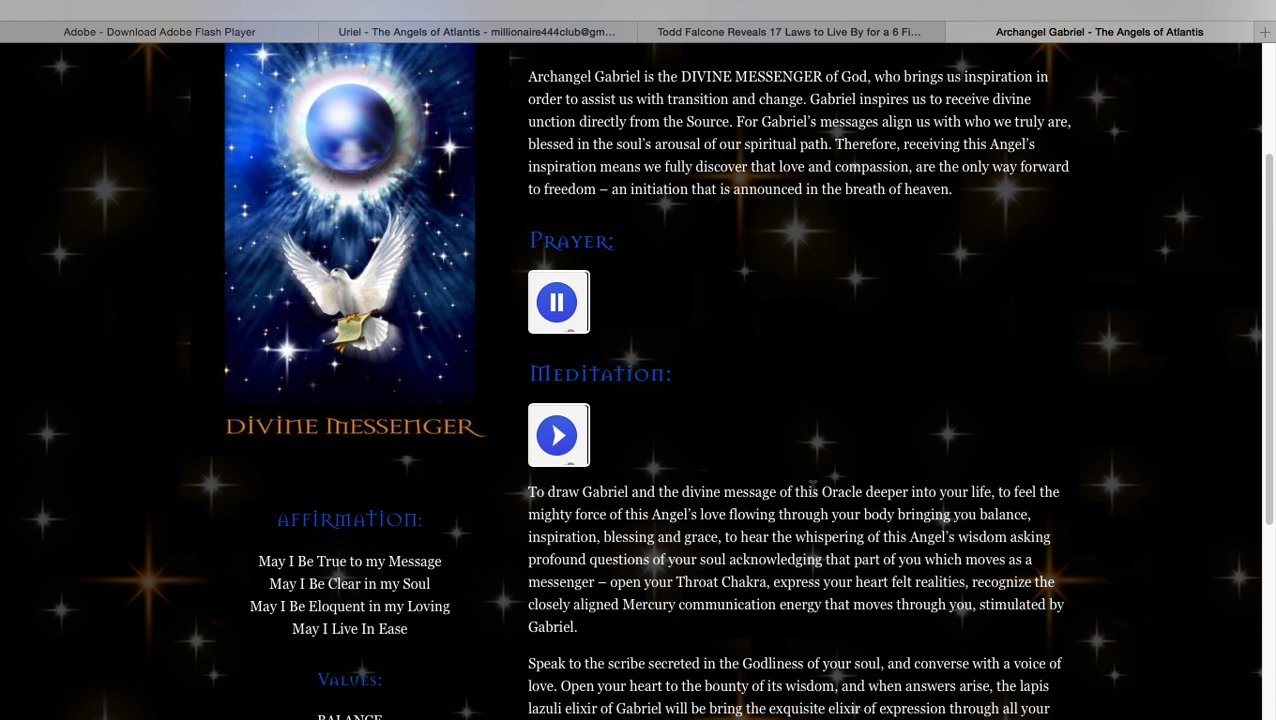 Adobe - Download Adobe Flash Player
Uriel - The Angels of Atlantis - millionaire444club@gm...
Todd Falcone Reveals 17 Laws to Live By for a 6 Fi...
Archangel Gabriel - The Angels of Atlantis
DIVINE MESSENGER
AFFIRMATION:
May I Be True to my Message
May I Be Clear in my Soul
May I Be Eloquent in my Loving
May I Live In Ease
VALUES:
BALANCE
Archangel Gabriel is the DIVINE MESSENGER of God, who brings us inspiration in
order to assist us with transition and change. Gabriel inspires us to receive divine
unction directly from the Source. For Gabriel’s messages align us with who we truly are,
blessed in the soul’s arousal of our spiritual path. Therefore, receiving this Angel’s
inspiration means we fully discover that love and compassion, are the only way forward
to freedom – an initiation that is announced in the breath of heaven.
PRAYER:
MEDITATION:
To draw Gabriel and the divine message of this Oracle deeper into your life, to feel the
mighty force of this Angel’s love flowing through your body bringing you balance,
inspiration, blessing and grace, to hear the whispering of this Angel’s wisdom asking
profound questions of your soul acknowledging that part of you which moves as a
messenger – open your Throat Chakra, express your heart felt realities, recognize the
closely aligned Mercury communication energy that moves through you, stimulated by
Gabriel.
Speak to the scribe secreted in the Godliness of your soul, and converse with a voice of
love. Open your heart to the bounty of its wisdom, and when answers arise, the lapis
lazuli elixir of Gabriel will be bring the exquisite elixir of expression through all your